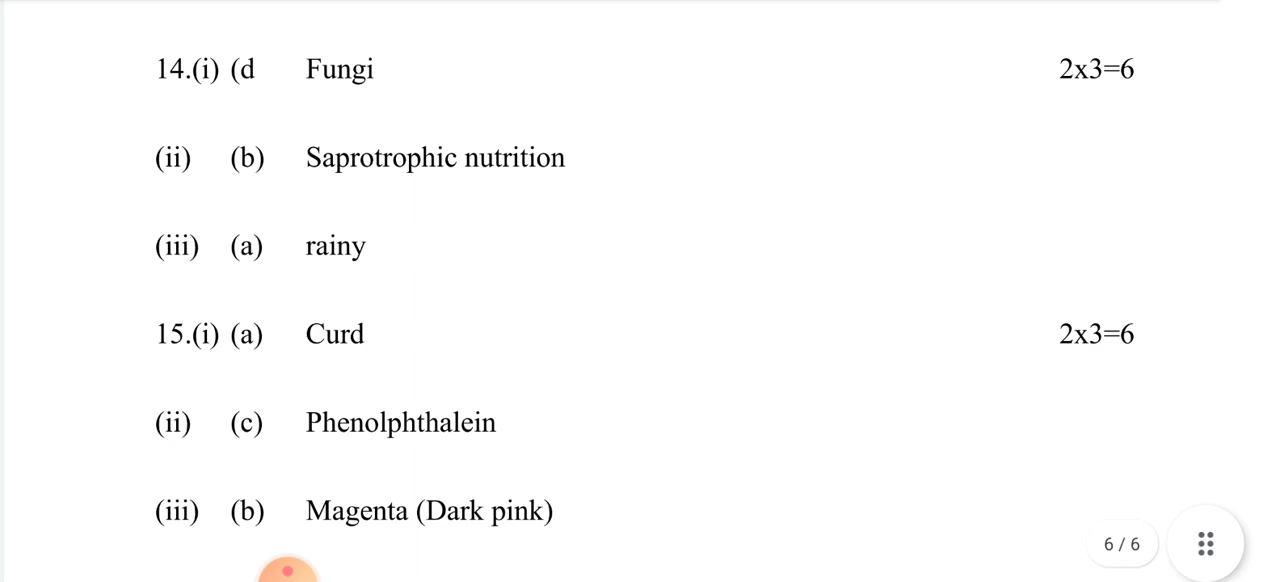 14.(i) (d Fungi 2x3=6
(ii) (b) Saprotrophic nutrition
(iii) (a) rainy
15.(i) (a) Curd 2x3=6
(ii) (c) Phenolphthalein
(iii) (b) Magenta (Dark pink)
6 / 6